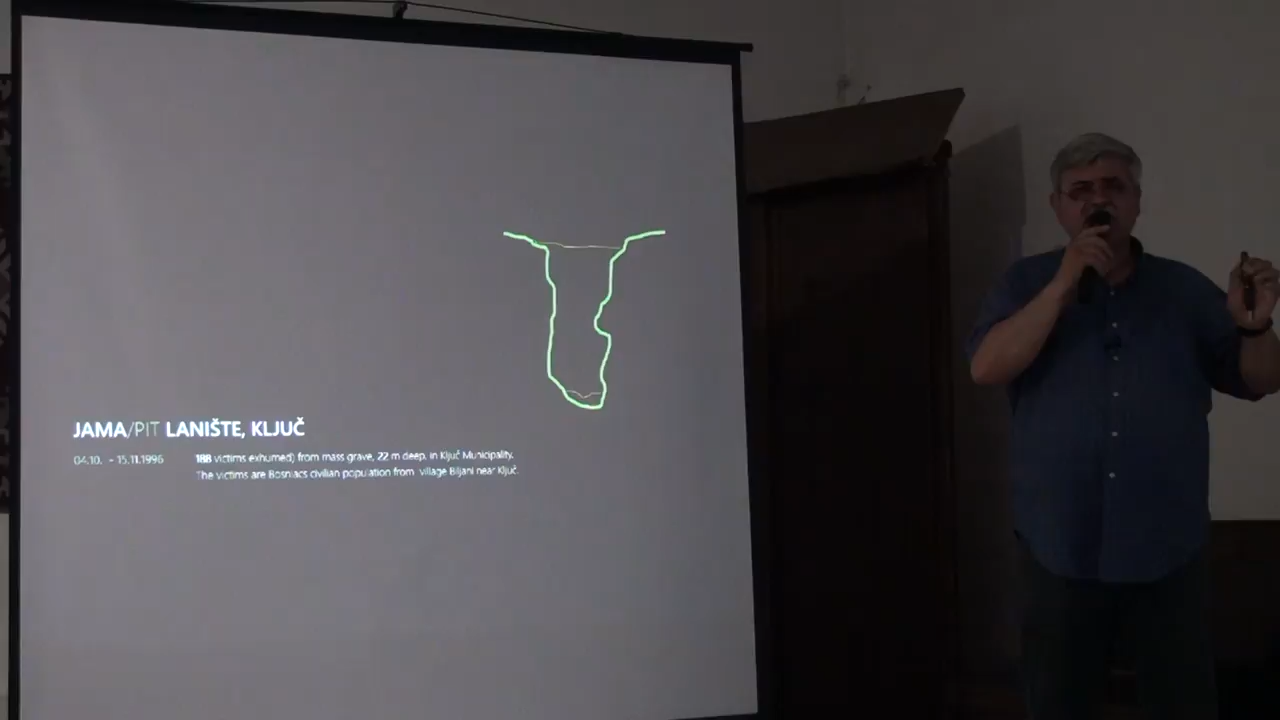 JAMA/PIT LANIŠTE, KLJUČ
04.10. - 15.11.1996
188 victims exhumed) from mass grave, 22 m deep, in Ključ Municipality.
The victims are Bosniacs civilian population from village Biljani near Ključ.